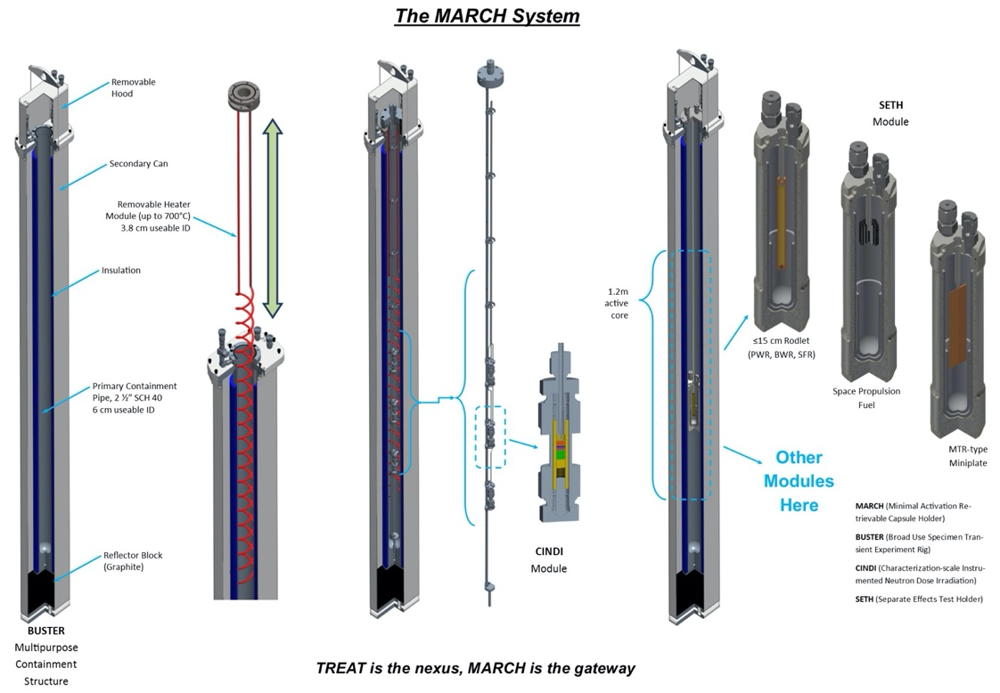 The MARCH System
Removable
Hood
Secondary Can
Insulation
Primary Containment
Pipe, 2 ½” SCH 40
6 cm useable ID
Reflector Block
(Graphite)
BUSTER
Multipurpose
Containment
Structure
Removable Heater
Module (up to 700°C)
3.8 cm useable ID
CINDI
Module
1.2m
active
core
SETH
Module
≤15 cm Rodlet
(PWR, BWR, SFR)
Space Propulsion
Fuel
MTR-type
Miniplate
Other
Modules
Here
MARCH (Minimal Activation Re-
trievable Capsule Holder)
BUSTER (Broad Use Specimen Tran-
sient Experiment Rig)
CINDI (Characterization-scale Instru-
mented Neutron Dose Irradiation)
SETH (Separate Effects Test Holder)
TREAT is the nexus, MARCH is the gateway